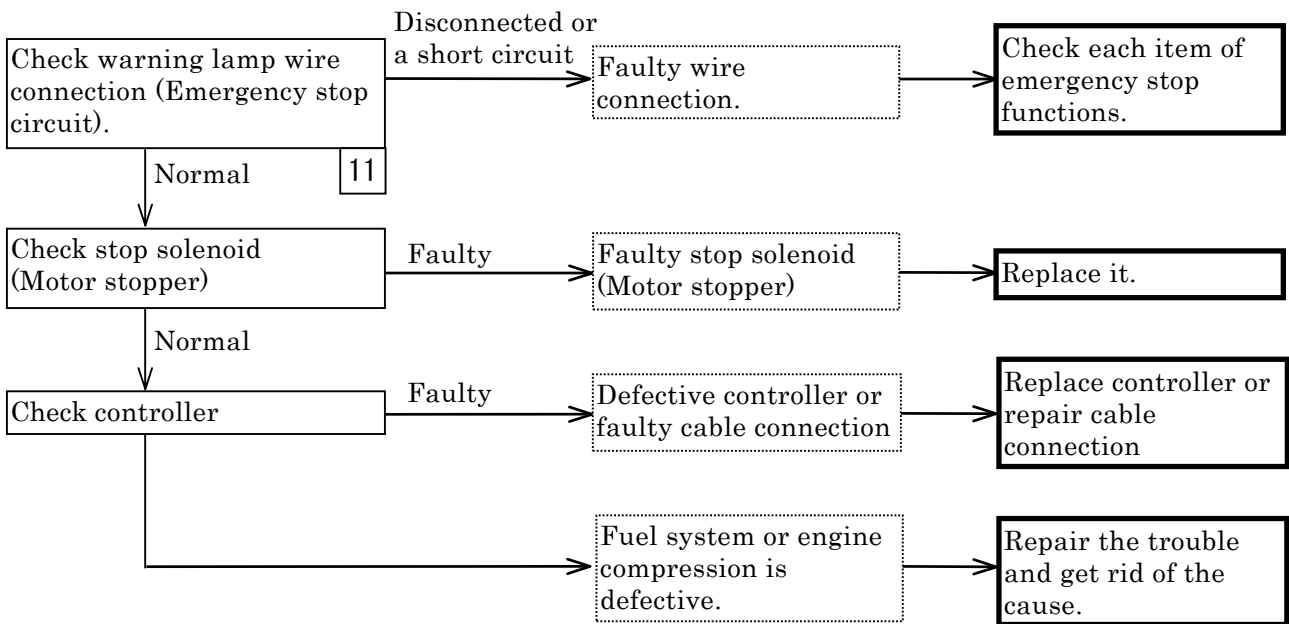 Check warning lamp wire
connection (Emergency stop
circuit).
11
Disconnected or
a short circuit
Faulty wire
connection.
Check each item of
emergency stop
functions.
Normal
Check stop solenoid
(Motor stopper)
Faulty
Faulty stop solenoid
(Motor stopper)
Replace it.
Normal
Check controller
Faulty
Defective controller or
faulty cable connection
Replace controller or
repair cable
connection
Fuel system or engine
compression is
defective.
Repair the trouble
and get rid of the
cause.